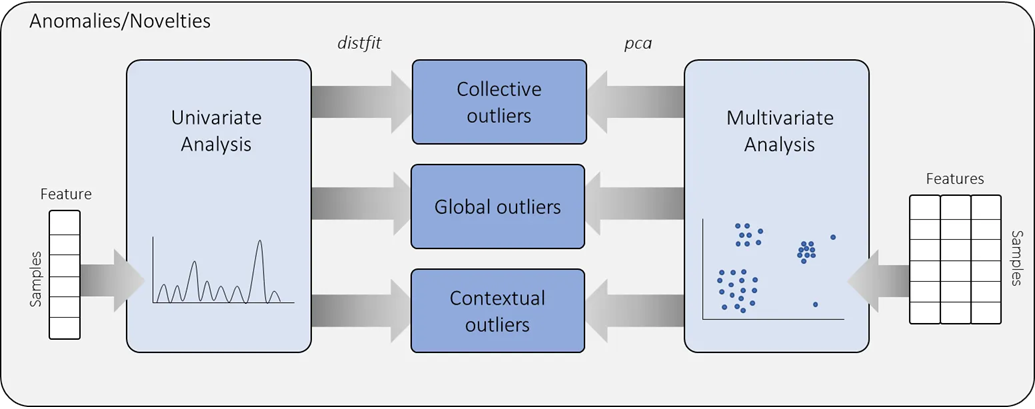 Anomalies/Novelties
distfit
pca
Univariate
Analysis
Collective
outliers
Multivariate
Analysis
Feature
Samples
Global outliers
Features
Samples
Contextual
outliers